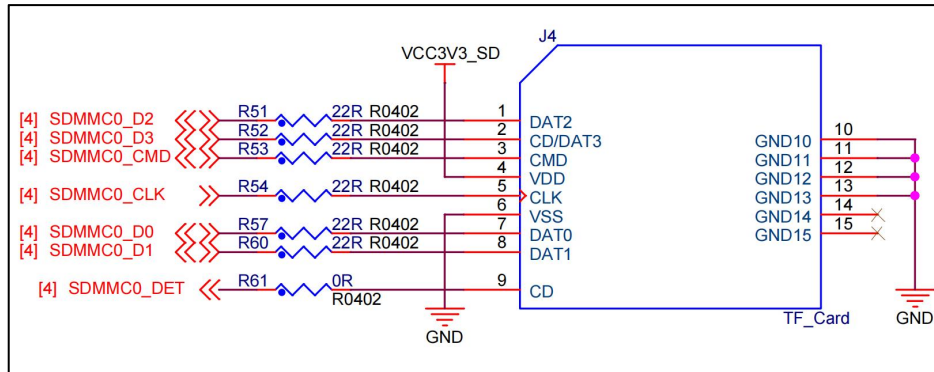 J4
VCC3V3_SD
[4] SDMMC0_D2 R51 22R R0402 1 DAT2
[4] SDMMC0_D3 R52 22R R0402 2 CD/DAT3 GND10 10
[4] SDMMC0_CMD R53 22R R0402 3 CMD GND11 11
4 VDD GND12 12
[4] SDMMC0_CLK R54 22R R0402 5 CLK GND13 13
6 VSS GND14 14
[4] SDMMC0_D0 R57 22R R0402 7 DAT0 GND15 15
[4] SDMMC0_D1 R60 22R R0402 8 DAT1
[4] SDMMC0_DET R61 0R R0402 9 CD
TF_Card
GND
GND